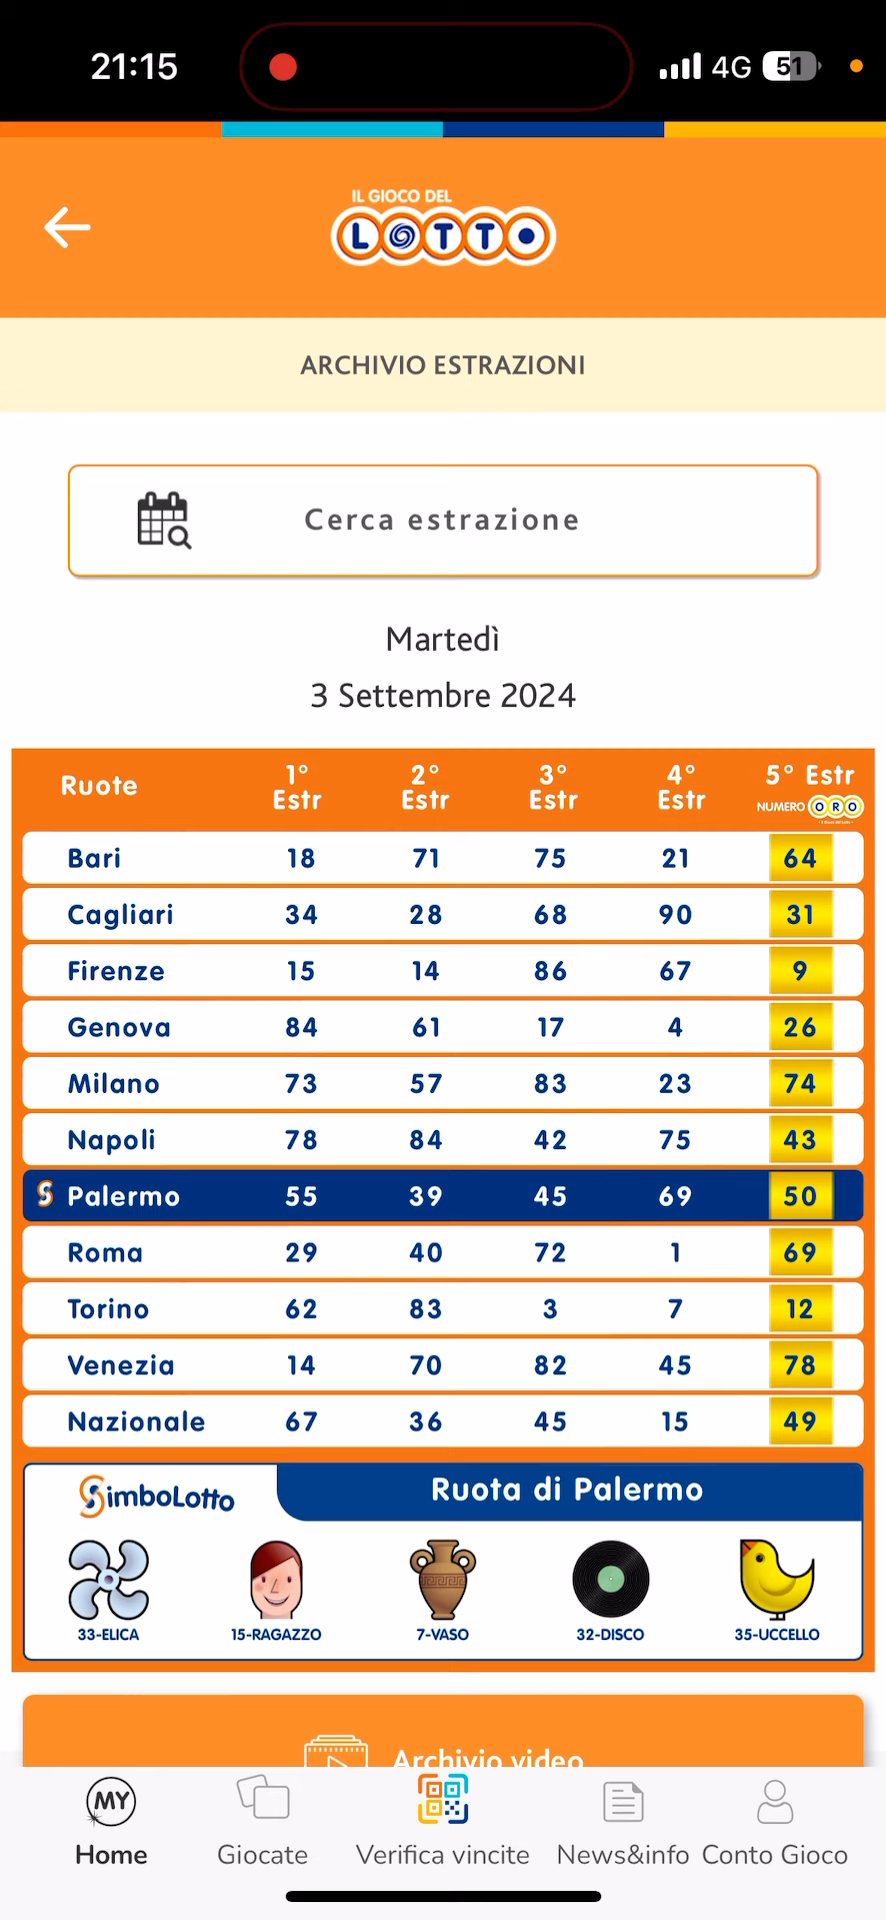 21:15 4G 51
IL GIOCO DEL
LOTTO
ARCHIVIO ESTRAZIONI
Cerca estrazione
Martedì
3 Settembre 2024
Ruote 1° Estr 2° Estr 3° Estr 4° Estr 5° Estr
NUMERO ORO
Bari 18 71 75 21 64
Cagliari 34 28 68 90 31
Firenze 15 14 86 67 9
Genova 84 61 17 4 26
Milano 73 57 83 23 74
Napoli 78 84 42 75 43
S Palermo 55 39 45 69 50
Roma 29 40 72 1 69
Torino 62 83 3 7 12
Venezia 14 70 82 45 78
Nazionale 67 36 45 15 49
SimboLotto Ruota di Palermo
33-ELICA 15-RAGAZZO 7-VASO 32-DISCO 35-UCCELLO
Archivio video
MY
Home Giocate Verifica vincite News&info Conto Gioco